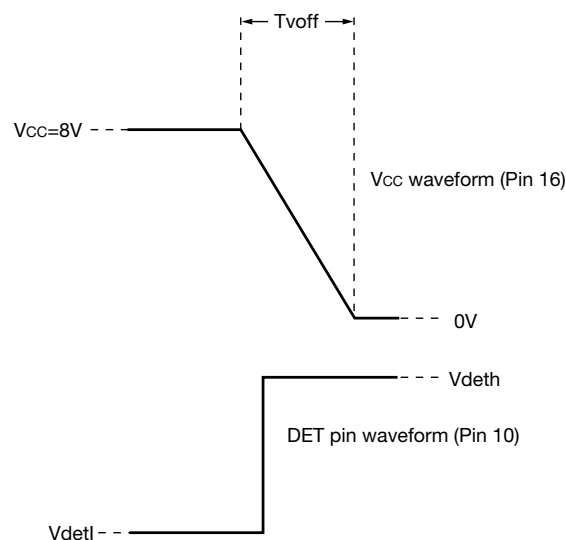 Tvoff
VCC=8V
VCC waveform (Pin 16)
0V
Vdeth
DET pin waveform (Pin 10)
Vdetl